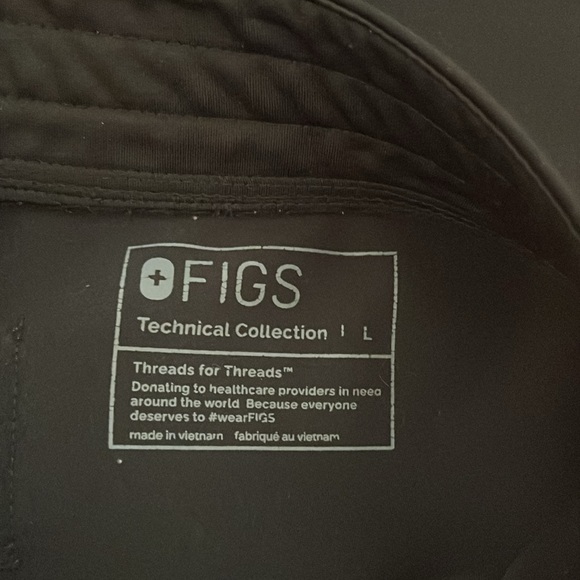 FIGS
Technical Collection | L
Threads for Threads™
Donating to healthcare providers in need
around the world Because everyone
deserves to #wearFIGS
made in vietnam fabriqué au vietnam